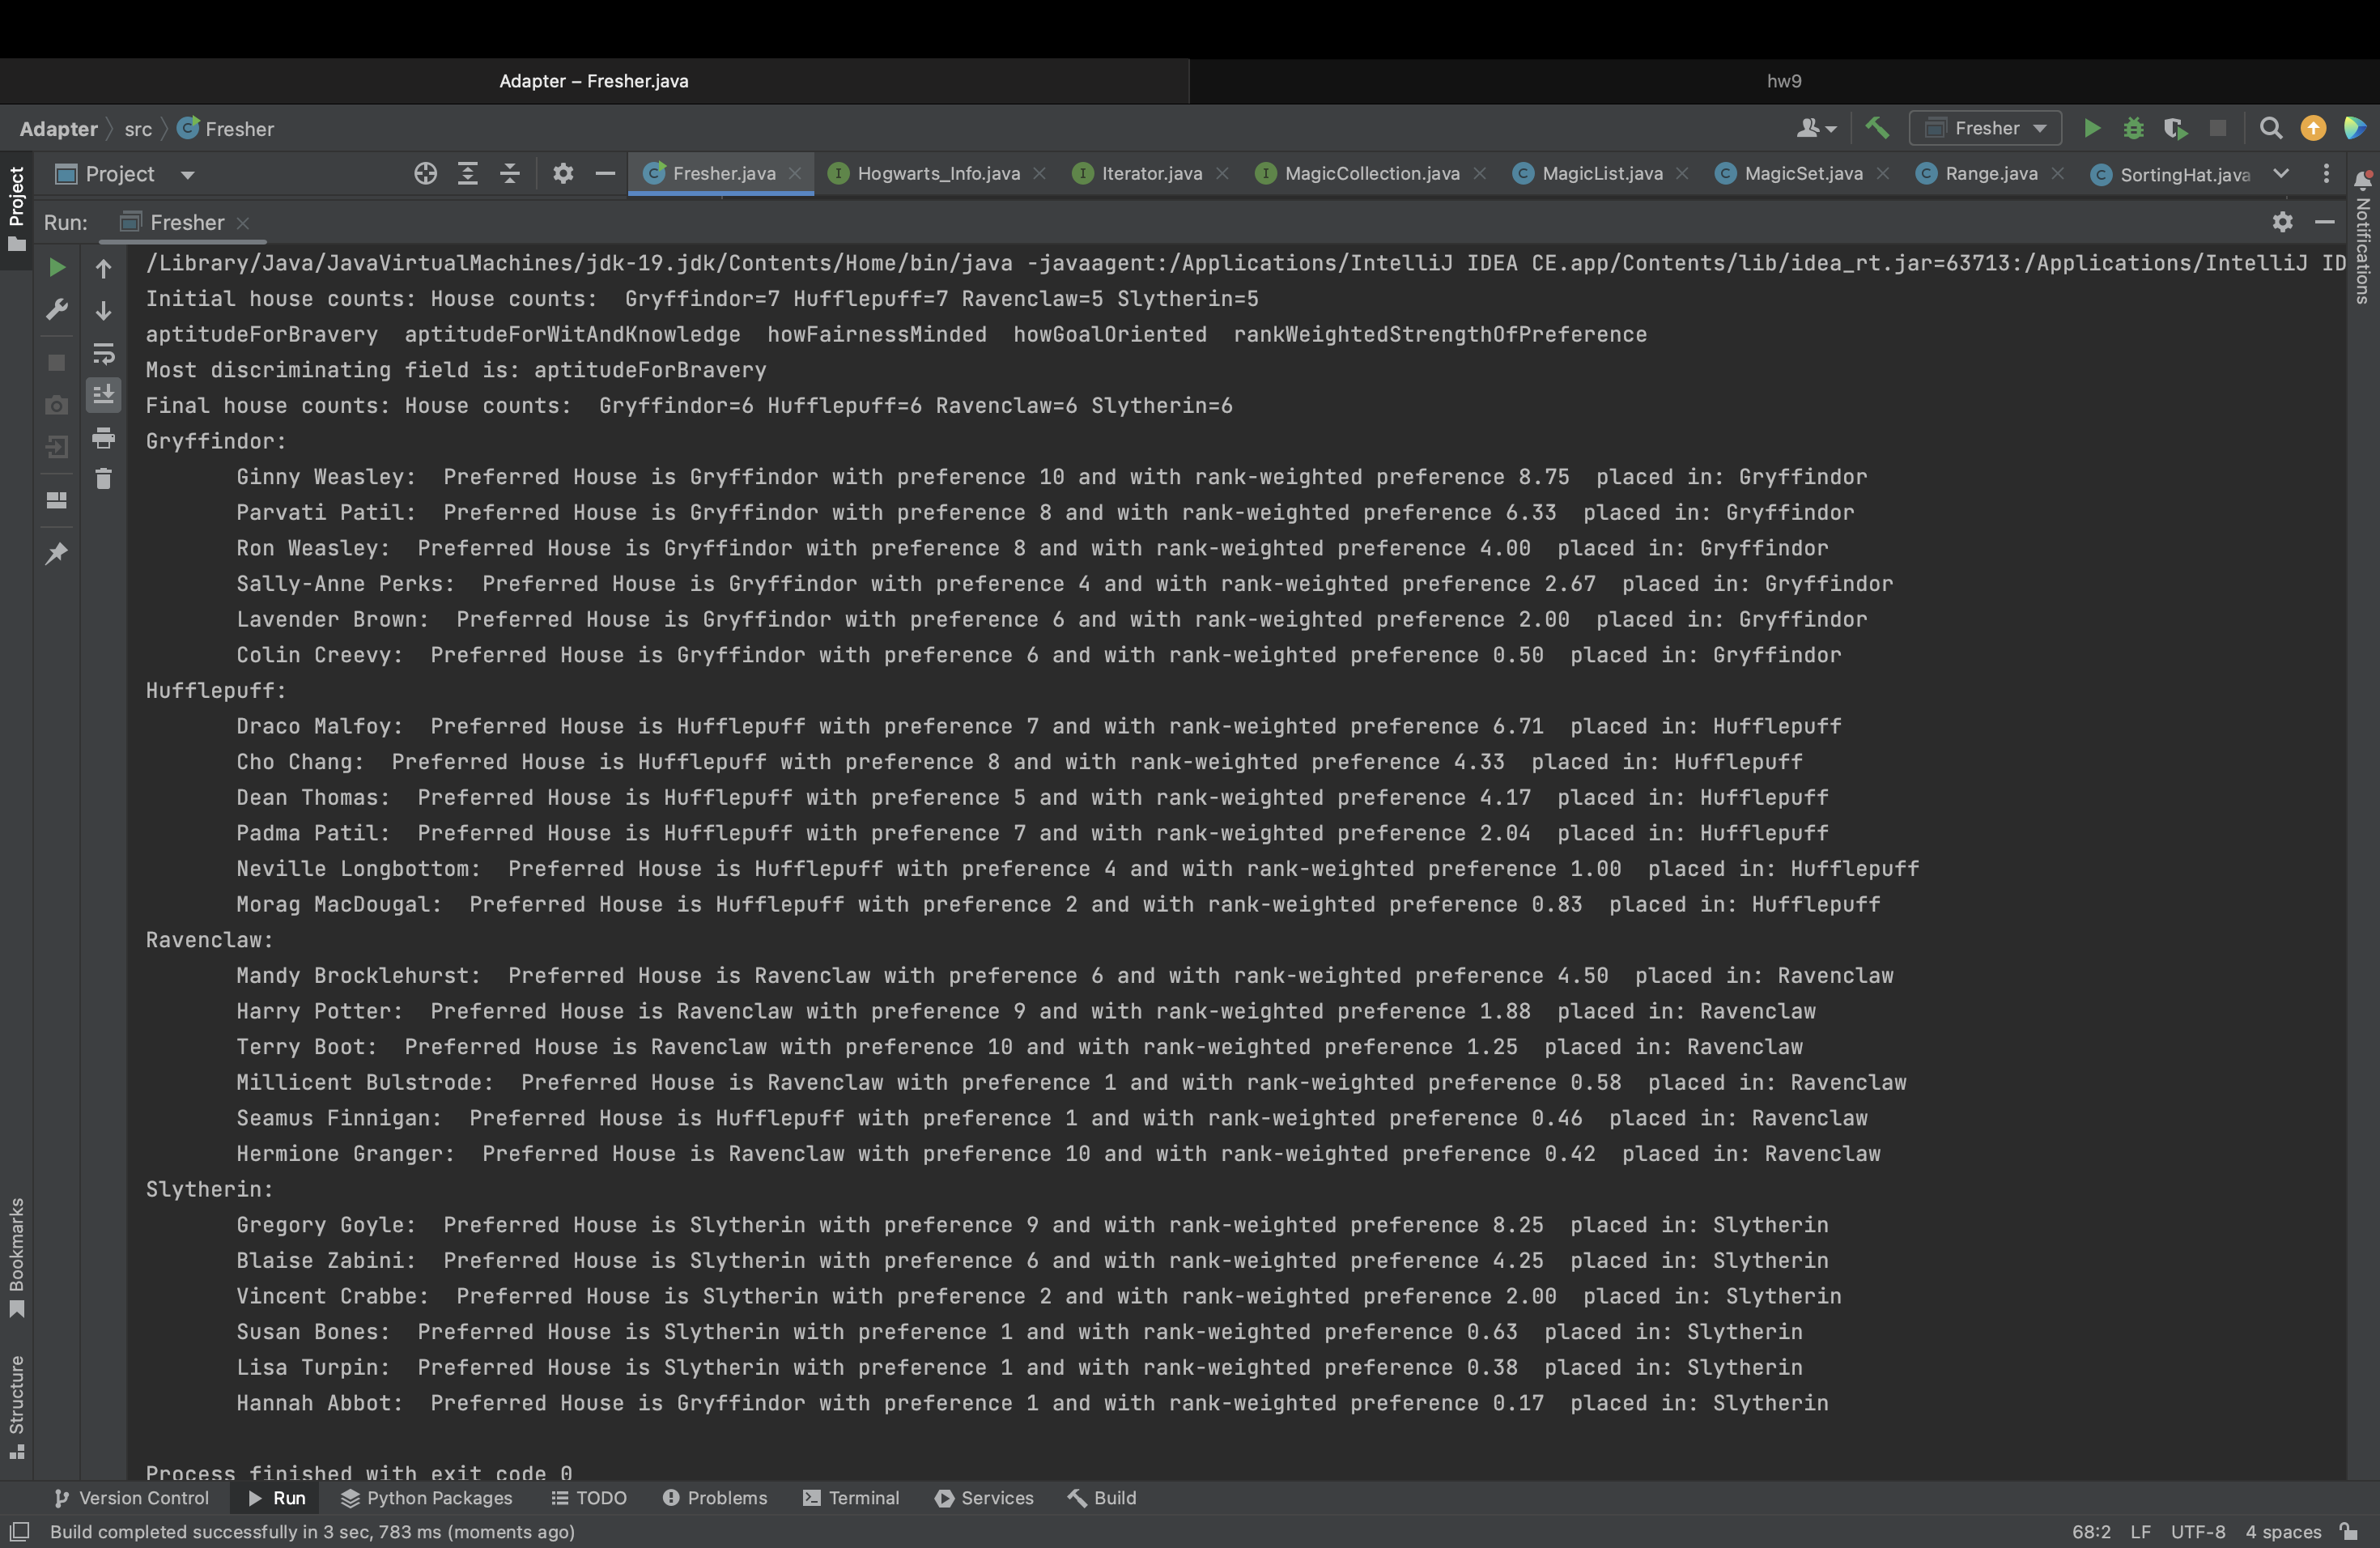 Adapter – Fresher.java
hw9
Adapter src Fresher
Fresher
Project
Fresher.java
Hogwarts_Info.java
Iterator.java
MagicCollection.java
MagicList.java
MagicSet.java
Range.java
SortingHat.java
Project
Notifications
Run: Fresher
/Library/Java/JavaVirtualMachines/jdk-19.jdk/Contents/Home/bin/java -javaagent:/Applications/IntelliJ IDEA CE.app/Contents/lib/idea_rt.jar=63713:/Applications/IntelliJ ID
Initial house counts: House counts:  Gryffindor=7 Hufflepuff=7 Ravenclaw=5 Slytherin=5
aptitudeForBravery  aptitudeForWitAndKnowledge  howFairnessMinded  howGoalOriented  rankWeightedStrengthOfPreference
Most discriminating field is: aptitudeForBravery
Final house counts: House counts:  Gryffindor=6 Hufflepuff=6 Ravenclaw=6 Slytherin=6
Gryffindor:
Ginny Weasley:  Preferred House is Gryffindor with preference 10 and with rank-weighted preference 8.75  placed in: Gryffindor
Parvati Patil:  Preferred House is Gryffindor with preference 8 and with rank-weighted preference 6.33  placed in: Gryffindor
Ron Weasley:  Preferred House is Gryffindor with preference 8 and with rank-weighted preference 4.00  placed in: Gryffindor
Sally-Anne Perks:  Preferred House is Gryffindor with preference 4 and with rank-weighted preference 2.67  placed in: Gryffindor
Lavender Brown:  Preferred House is Gryffindor with preference 6 and with rank-weighted preference 2.00  placed in: Gryffindor
Colin Creevy:  Preferred House is Gryffindor with preference 6 and with rank-weighted preference 0.50  placed in: Gryffindor
Hufflepuff:
Draco Malfoy:  Preferred House is Hufflepuff with preference 7 and with rank-weighted preference 6.71  placed in: Hufflepuff
Cho Chang:  Preferred House is Hufflepuff with preference 8 and with rank-weighted preference 4.33  placed in: Hufflepuff
Dean Thomas:  Preferred House is Hufflepuff with preference 5 and with rank-weighted preference 4.17  placed in: Hufflepuff
Padma Patil:  Preferred House is Hufflepuff with preference 7 and with rank-weighted preference 2.04  placed in: Hufflepuff
Neville Longbottom:  Preferred House is Hufflepuff with preference 4 and with rank-weighted preference 1.00  placed in: Hufflepuff
Morag MacDougal:  Preferred House is Hufflepuff with preference 2 and with rank-weighted preference 0.83  placed in: Hufflepuff
Ravenclaw:
Mandy Brocklehurst:  Preferred House is Ravenclaw with preference 6 and with rank-weighted preference 4.50  placed in: Ravenclaw
Harry Potter:  Preferred House is Ravenclaw with preference 9 and with rank-weighted preference 1.88  placed in: Ravenclaw
Terry Boot:  Preferred House is Ravenclaw with preference 10 and with rank-weighted preference 1.25  placed in: Ravenclaw
Millicent Bulstrode:  Preferred House is Ravenclaw with preference 1 and with rank-weighted preference 0.58  placed in: Ravenclaw
Seamus Finnigan:  Preferred House is Hufflepuff with preference 1 and with rank-weighted preference 0.46  placed in: Ravenclaw
Hermione Granger:  Preferred House is Ravenclaw with preference 10 and with rank-weighted preference 0.42  placed in: Ravenclaw
Slytherin:
Gregory Goyle:  Preferred House is Slytherin with preference 9 and with rank-weighted preference 8.25  placed in: Slytherin
Blaise Zabini:  Preferred House is Slytherin with preference 6 and with rank-weighted preference 4.25  placed in: Slytherin
Vincent Crabbe:  Preferred House is Slytherin with preference 2 and with rank-weighted preference 2.00  placed in: Slytherin
Susan Bones:  Preferred House is Slytherin with preference 1 and with rank-weighted preference 0.63  placed in: Slytherin
Lisa Turpin:  Preferred House is Slytherin with preference 1 and with rank-weighted preference 0.38  placed in: Slytherin
Hannah Abbot:  Preferred House is Gryffindor with preference 1 and with rank-weighted preference 0.17  placed in: Slytherin
Process finished with exit code 0
Bookmarks
Structure
Version Control
Run
Python Packages
TODO
Problems
Terminal
Services
Build
Build completed successfully in 3 sec, 783 ms (moments ago)
68:2 LF UTF-8 4 spaces